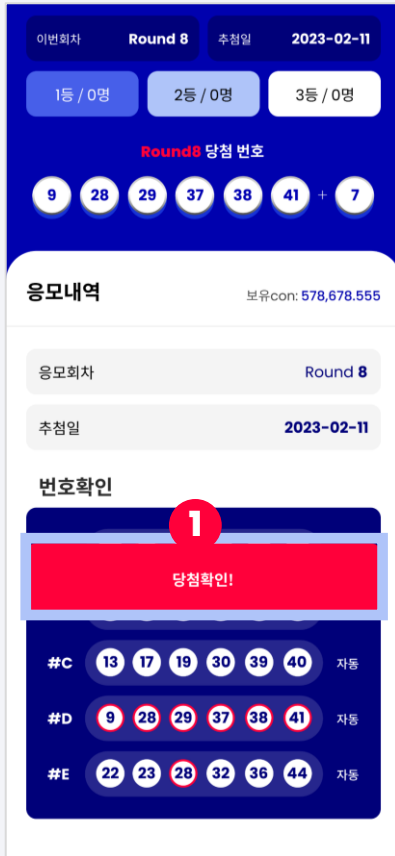 이번회차 Round 8 추첨일 2023-02-11
1등 / 0명 2등 / 0명 3등 / 0명
Round8 당첨 번호
9 28 29 37 38 41 + 7
응모내역 보유con: 578,678.555
응모회차 Round 8
추첨일 2023-02-11
번호확인
1
당첨확인!
#C 13 17 19 30 39 40 자동
#D 9 28 29 37 38 41 자동
#E 22 23 28 32 36 44 자동